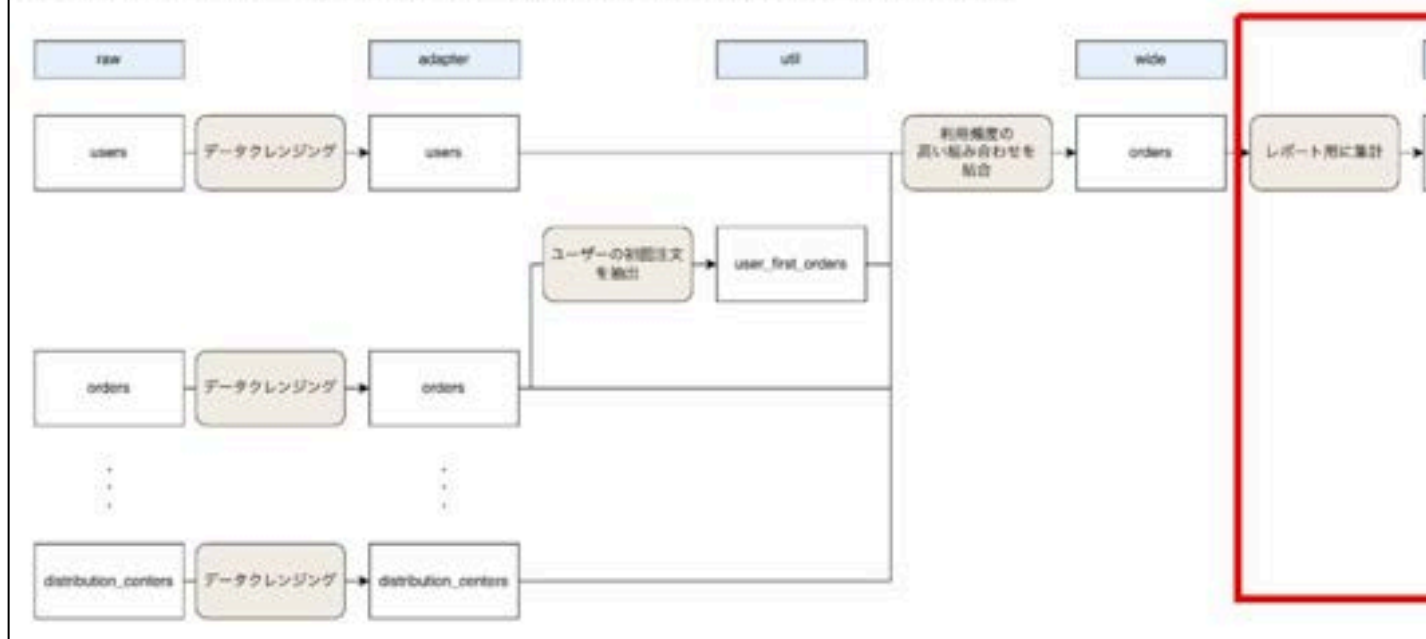 raw
adapter
util
wide
users
データクレンジング
users
利用頻度の
高い組み合わせを
結合
orders
レポート用に集計
ユーザーの初回注文
を抽出
user_first_orders
orders
データクレンジング
orders
distribution_centers
データクレンジング
distribution_centers